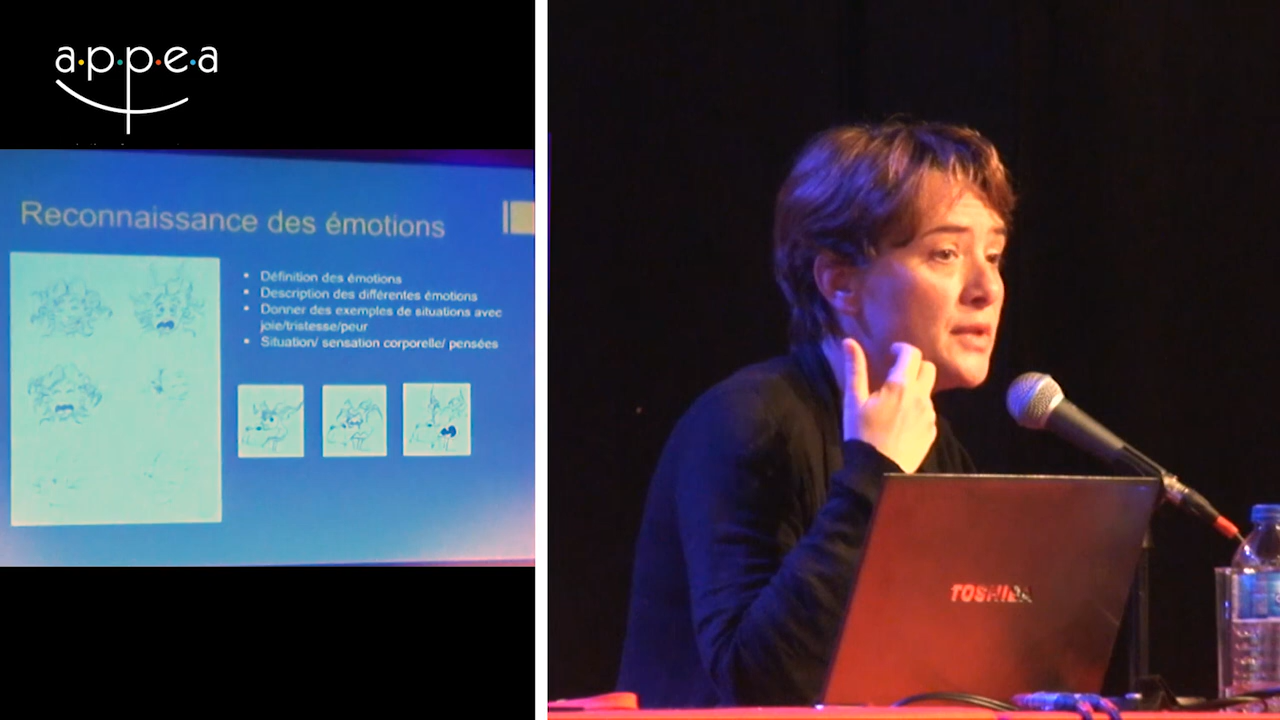 a·p·p·e·a
Reconnaissance des émotions
• Définition des émotions
• Description des différentes émotions
• Donner des exemples de situations avec
joie/tristesse/peur
• Situation/ sensation corporelle/ pensées
TOSHIBA